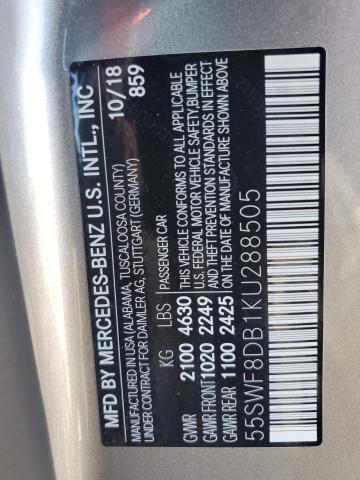 MFD BY MERCEDES-BENZ U.S. INTL., INC
10/18
MANUFACTURED IN USA (ALABAMA, TUSCALOOSA COUNTY)
859
UNDER CONTRACT FOR DAIMLER AG, STUTTGART (GERMANY)
KG LBS PASSENGER CAR
GVWR 2100 4630 THIS VEHICLE CONFORMS TO ALL APPLICABLE
GAWR FRONT 1020 2249 U.S. FEDERAL MOTOR VEHICLE SAFETY, BUMPER
GAWR REAR 1100 2425 AND THEFT PREVENTION STANDARDS IN EFFECT
ON THE DATE OF MANUFACTURE SHOWN ABOVE
55SWF8DB1KU288505